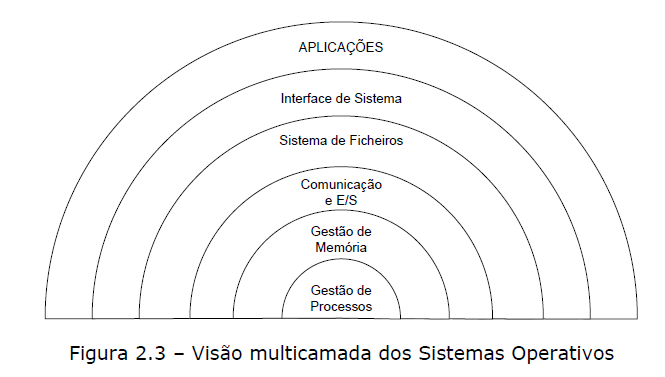 APLICAÇÕES
Interface de Sistema
Sistema de Ficheiros
Comunicação
e E/S
Gestão de
Memória
Gestão de
Processos
Figura 2.3 – Visão multicamada dos Sistemas Operativos